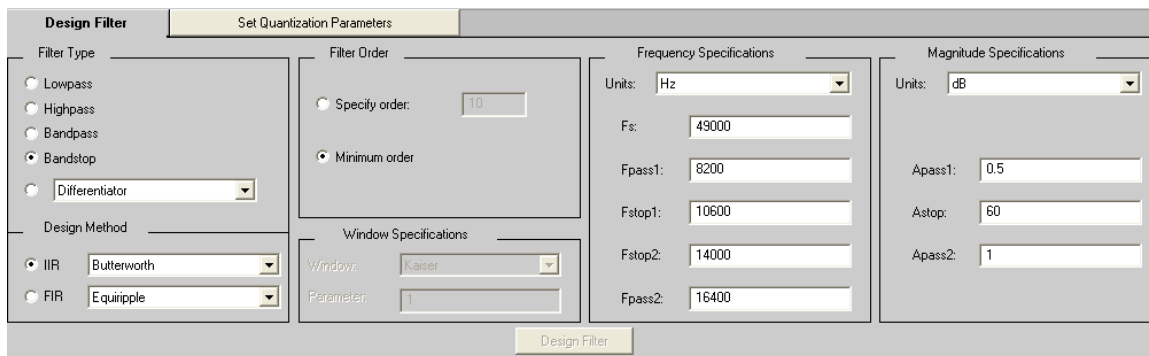 Design Filter
Set Quantization Parameters
Filter Type
Lowpass
Highpass
Bandpass
Bandstop
Differentiator
Design Method
IIR
Butterworth
FIR
Equiripple
Filter Order
Specify order:
10
Minimum order
Window Specifications
Window:
Kaiser
Parameter:
1
Frequency Specifications
Units:
Hz
Fs:
49000
Fpass1:
8200
Fstop1:
10600
Fstop2:
14000
Fpass2:
16400
Magnitude Specifications
Units:
dB
Apass1:
0.5
Astop:
60
Apass2:
1
Design Filter